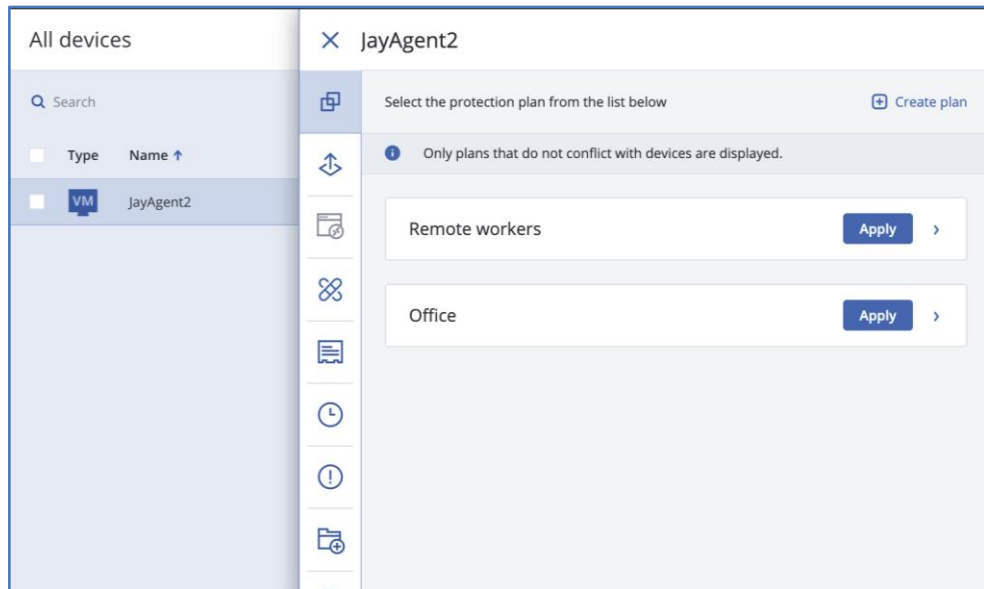 All devices
JayAgent2
Search
Select the protection plan from the list below
Create plan
Type Name ↑
Only plans that do not conflict with devices are displayed.
VM JayAgent2
Remote workers
Apply
Office
Apply